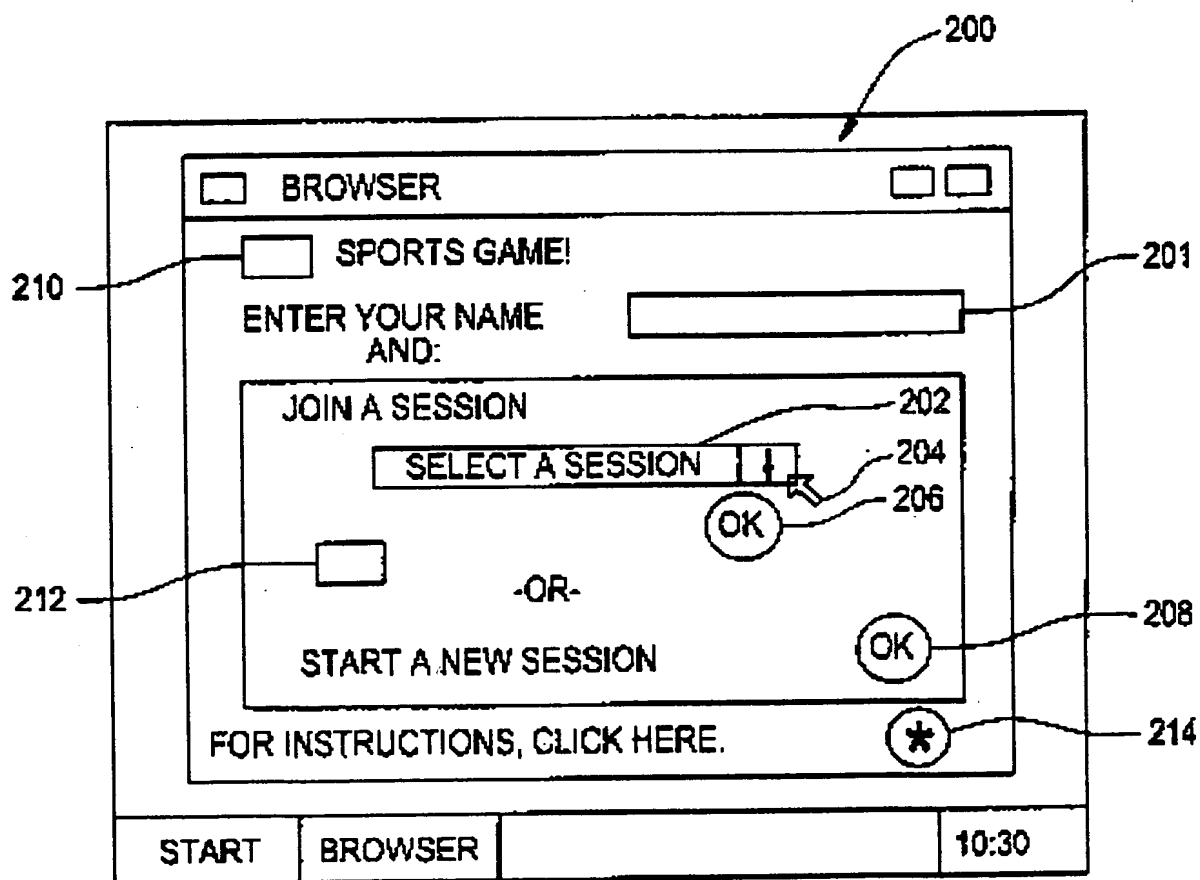 200
BROWSER
210
SPORTS GAME!
201
ENTER YOUR NAME
AND:
JOIN A SESSION
202
SELECT A SESSION
204
206
OK
212
-OR-
208
START A NEW SESSION
OK
FOR INSTRUCTIONS, CLICK HERE.
*
214
START
BROWSER
10:30